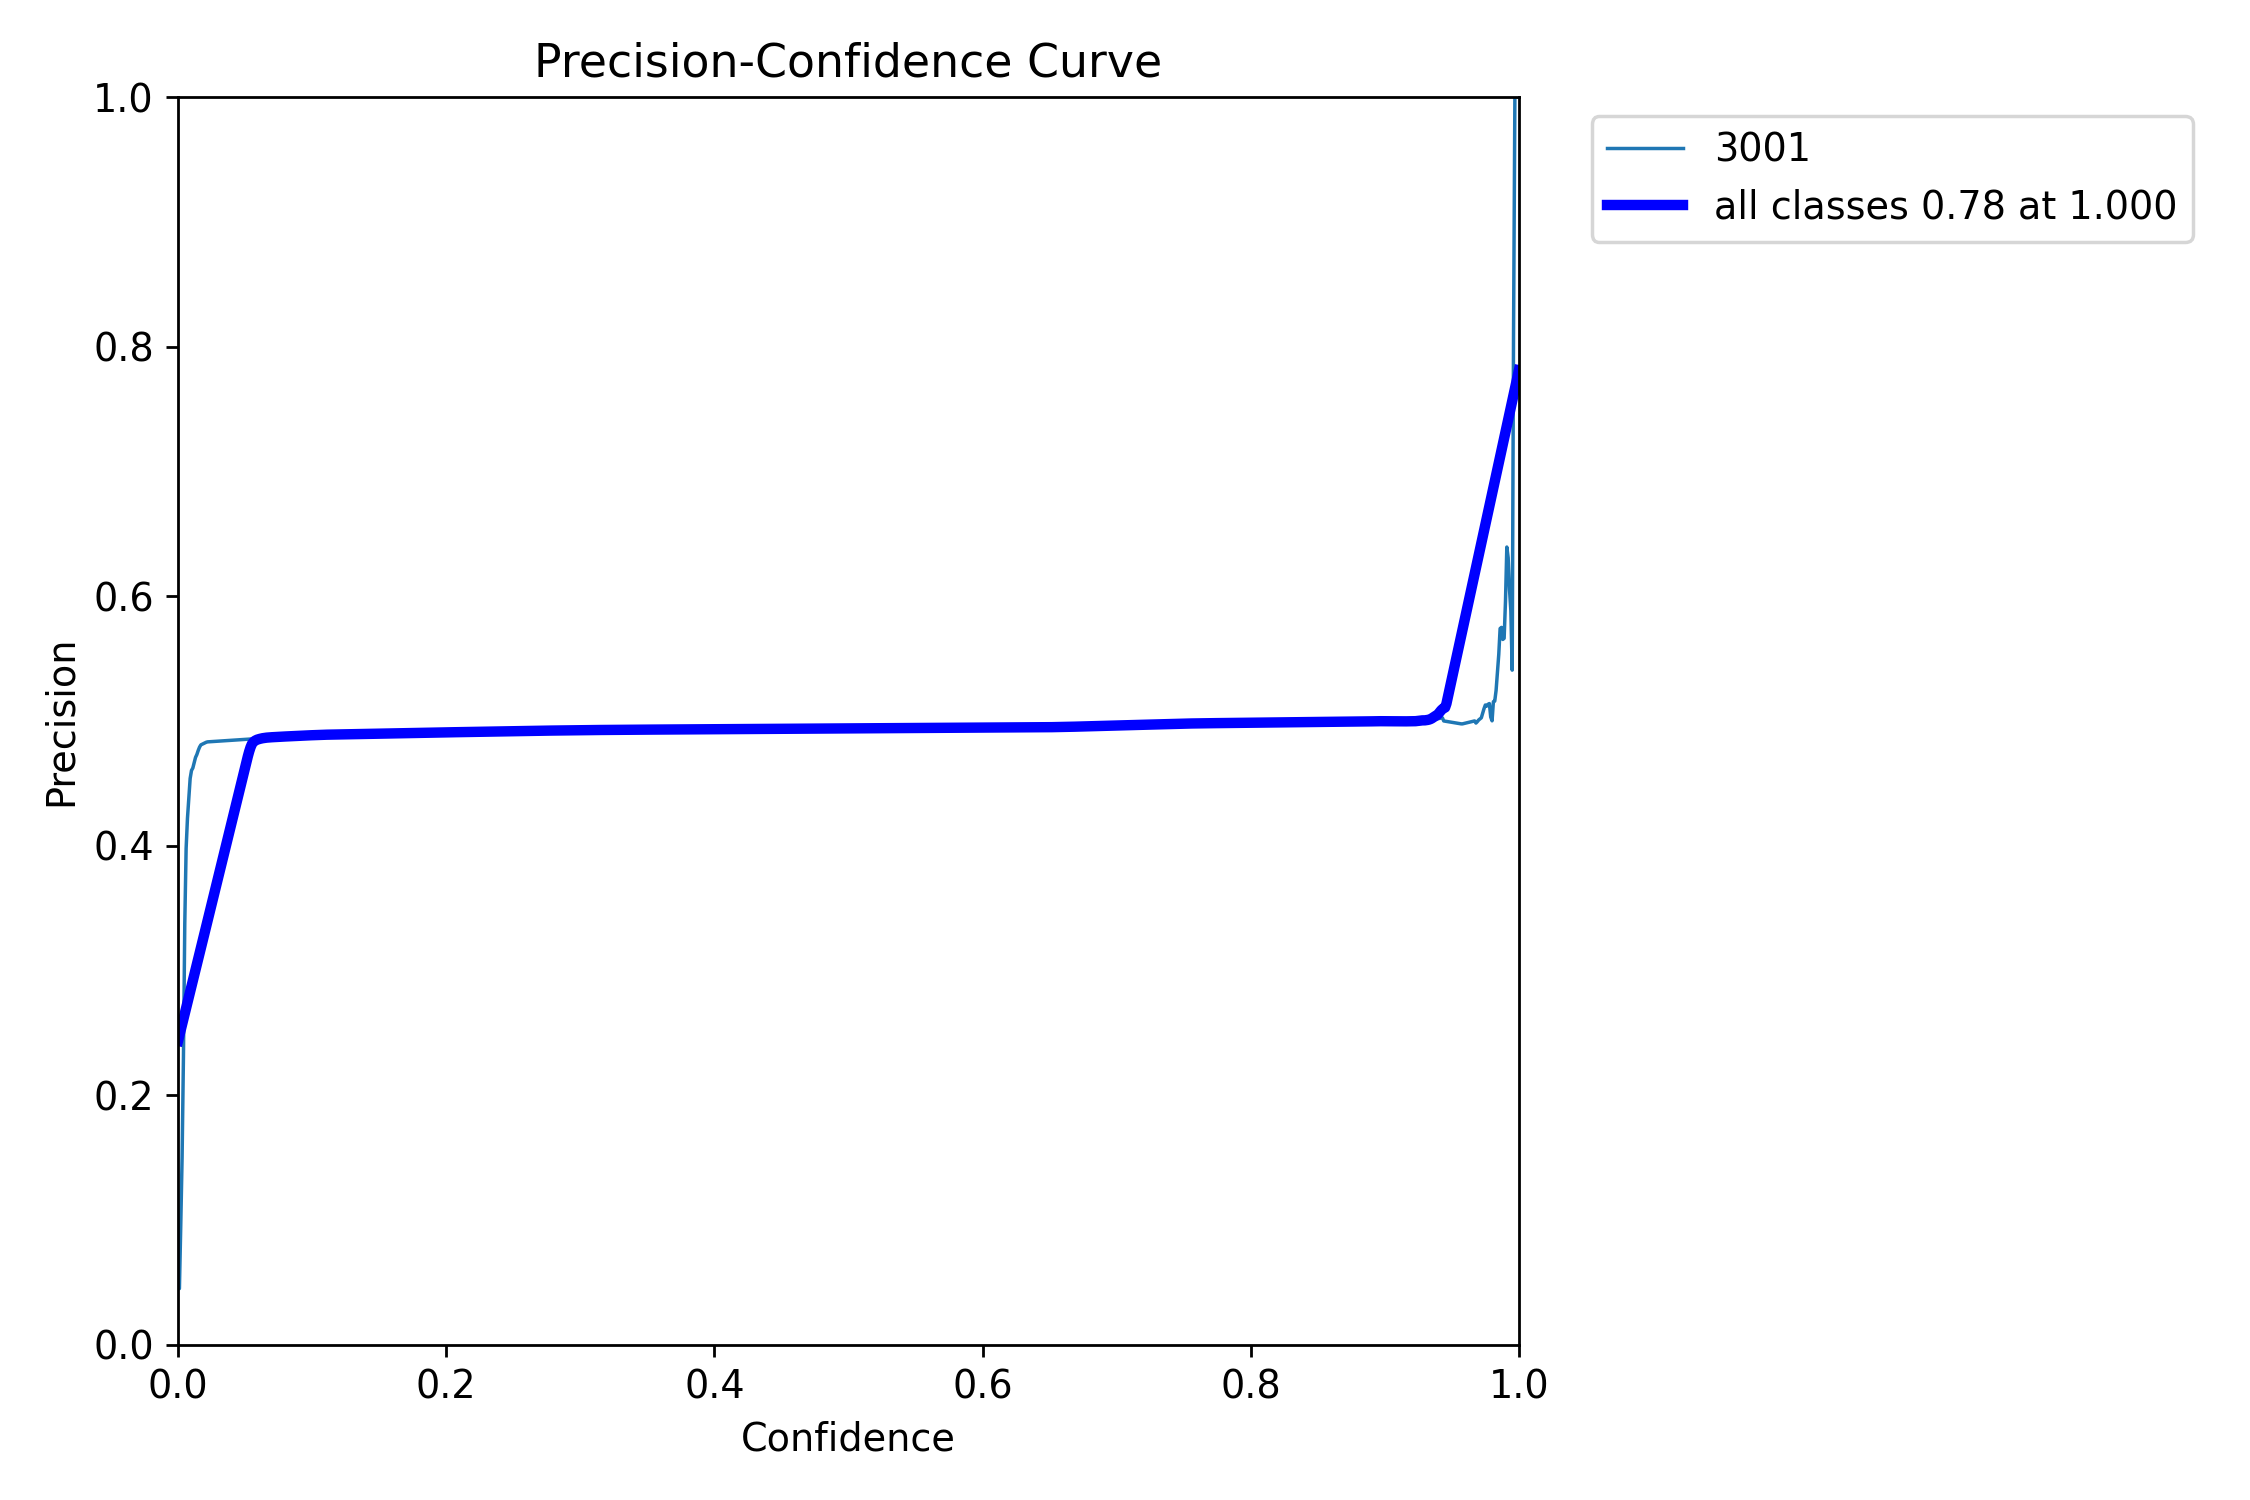 Precision-Confidence Curve
3001
all classes 0.78 at 1.000
Precision
1.0
0.8
0.6
0.4
0.2
0.0
0.0 0.2 0.4 0.6 0.8 1.0
Confidence